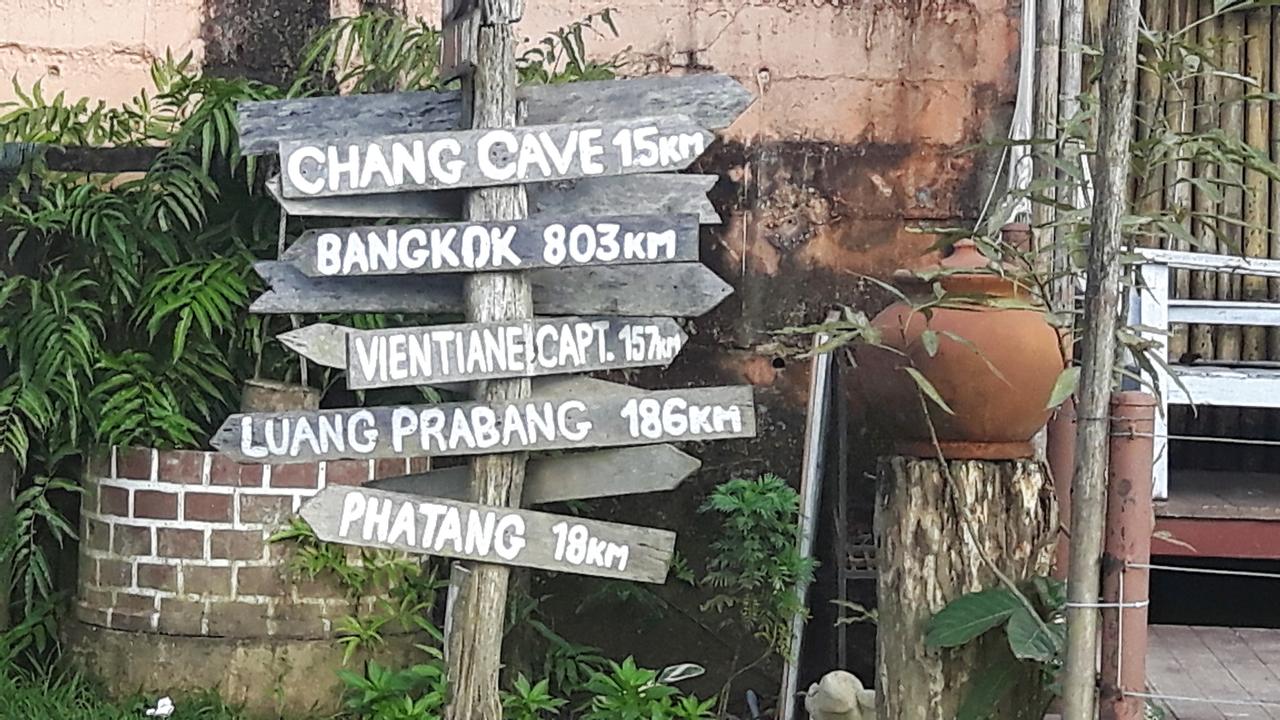 CHANG CAVE 15KM
BANGKOK 803KM
VIENTIANE CAPT. 157KM
LUANG PRABANG 186KM
PHATANG 18KM